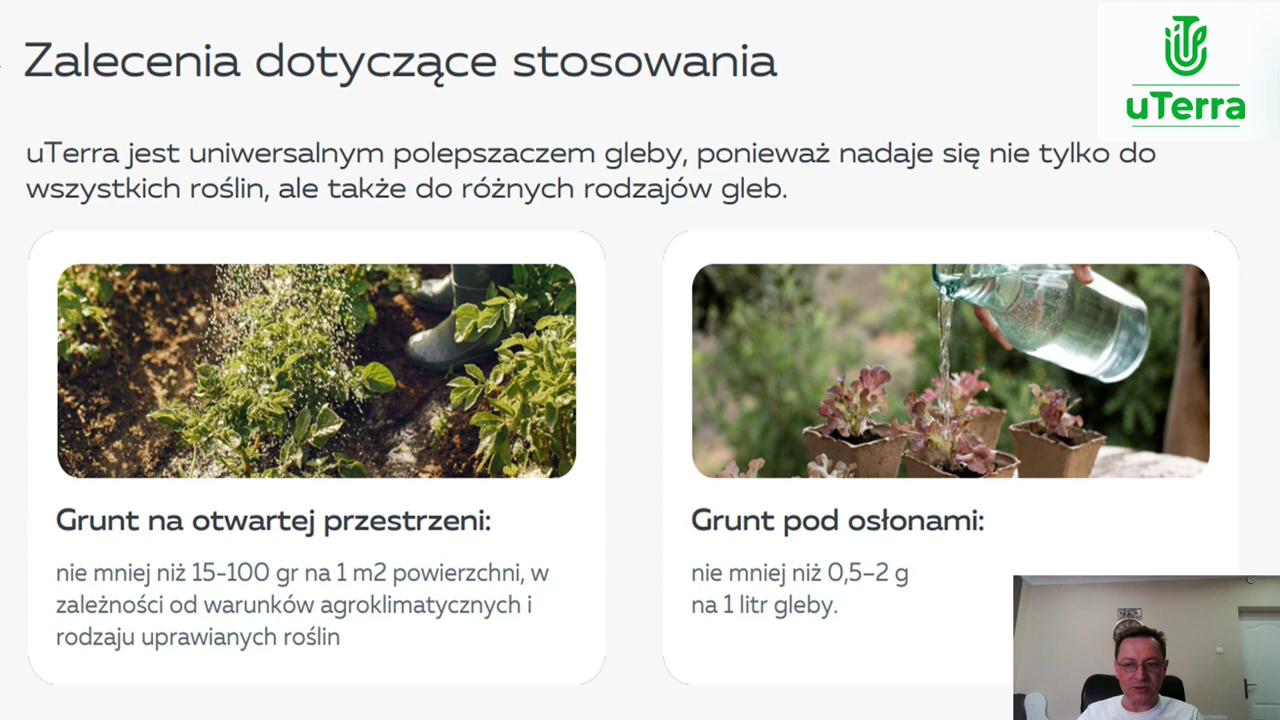 Zalecenia dotyczące stosowania
uTerra
uTerra jest uniwersalnym polepszaczem gleby, ponieważ nadaje się nie tylko do
wszystkich roślin, ale także do różnych rodzajów gleb.
Grunt na otwartej przestrzeni:
nie mniej niż 15-100 gr na 1 m2 powierzchni, w
zależności od warunków agroklimatycznych i
rodzaju uprawianych roślin
Grunt pod osłonami:
nie mniej niż 0,5–2 g
na 1 litr gleby.